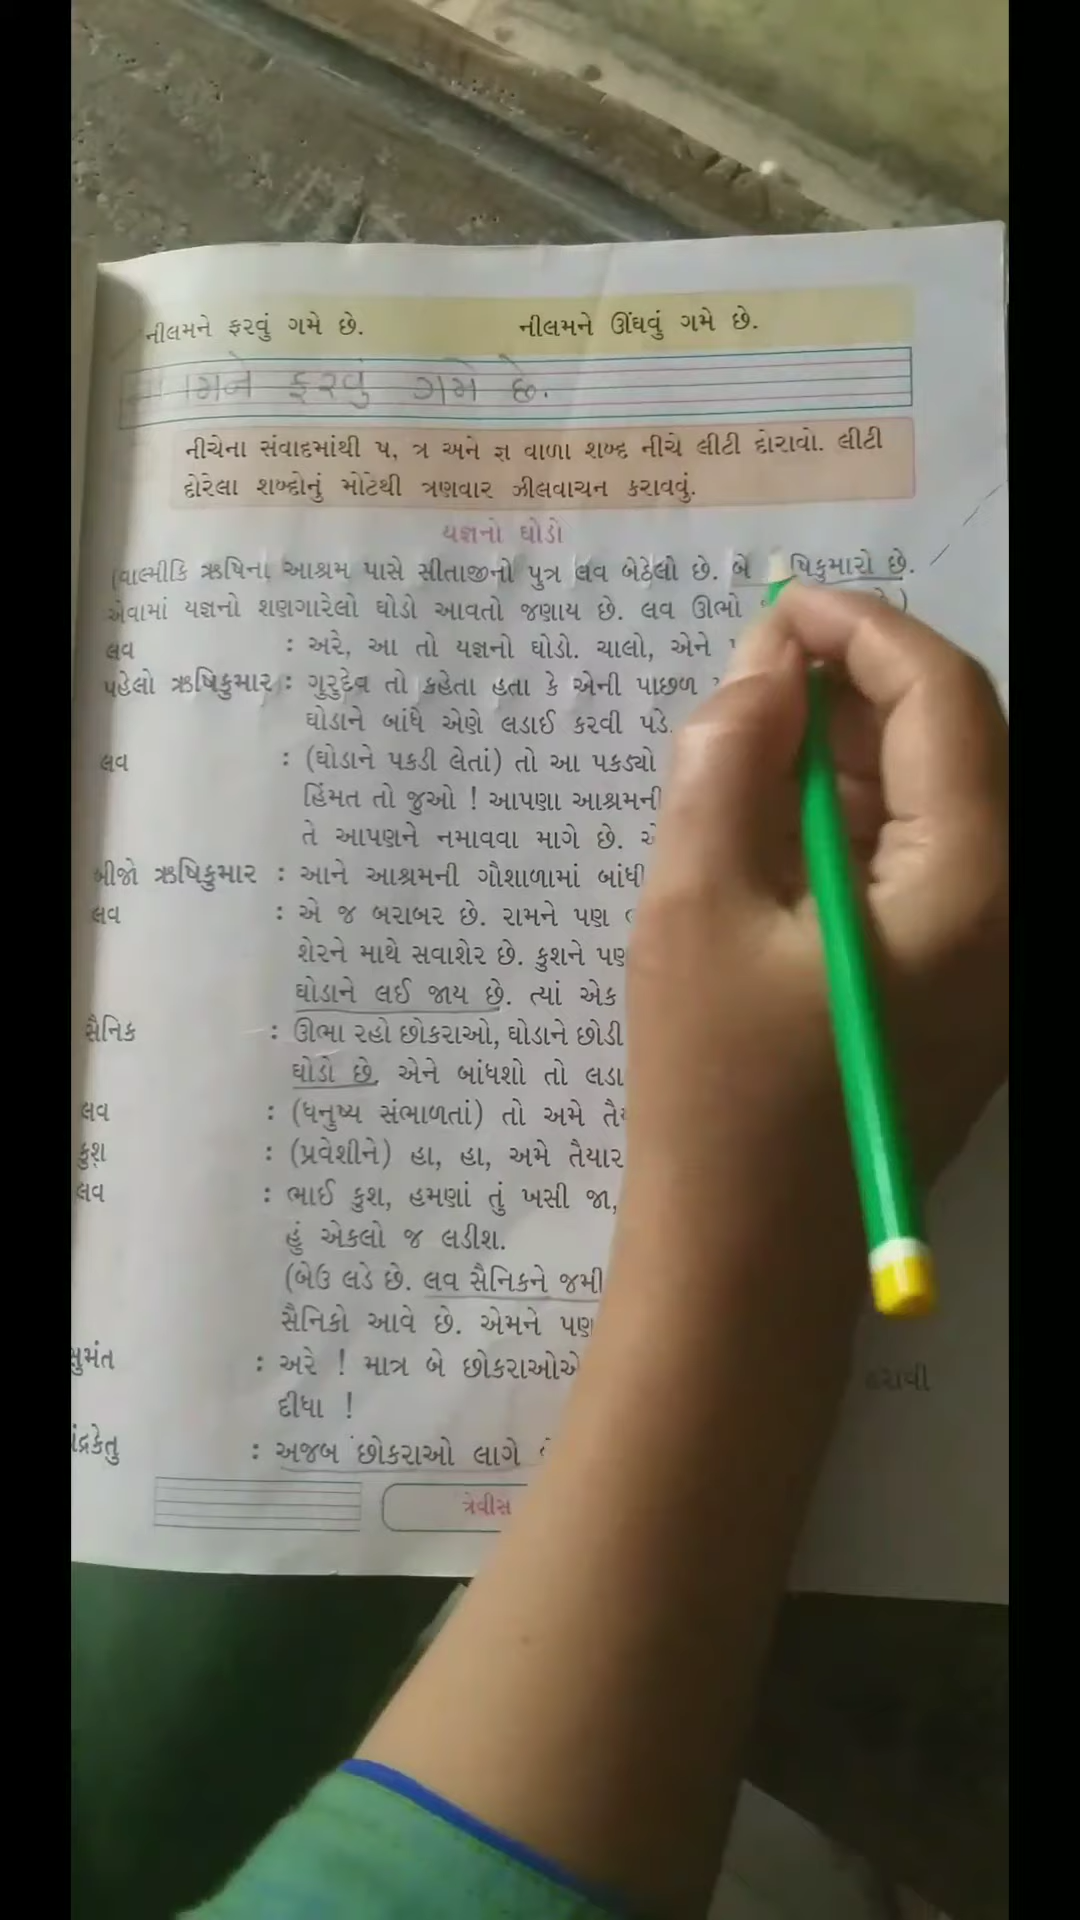 નીલમને ફરવું ગમે છે. નીલમને ઊંઘવું ગમે છે.
ફરવું ગમે છે.
નીચેના સંવાદમાંથી ષ, ત્ર અને જ્ઞ વાળા શબ્દ નીચે લીટી દોરાવો. લીટી
દોરેલા શબ્દોનું મોટેથી ત્રણવાર ઝીલવાચન કરાવવું.
યજ્ઞનો ઘોડો
(વાલ્મીકિ ઋષિના આશ્રમ પાસે સીતાજીનો પુત્ર લવ બેઠેલો છે. બે છે.
એવામાં યજ્ઞનો શણગારેલો ઘોડો આવતો જણાય છે. લવ ઊભો
લવ : અરે, આ તો યજ્ઞનો ઘોડો. ચાલો, એને
પહેલો ઋષિકુમાર : ગુરુદેવ તો કહેતા હતા કે એની પાછળ
ઘોડાને બાંધે એણે લડાઈ કરવી પડે.
લવ : (ઘોડાને પકડી લેતાં) તો આ પકડ્યો
હિંમત તો જુઓ ! આપણા આશ્રમની
તે આપણને નમાવવા માગે છે.
બીજો ઋષિકુમાર : આને આશ્રમની ગૌશાળામાં બાંધી
લવ : એ જ બરાબર છે. રામને પણ
શેરને માથે સવાશેર છે. કુશને પણ
ઘોડાને લઈ જાય છે. ત્યાં એક
સૈનિક : ઊભા રહો છોકરાઓ, ઘોડાને છોડી
ઘોડો છે. એને બાંધશો તો
લવ : (ધનુષ્ય સંભાળતાં) તો અમે
કુશ : (પ્રવેશીને) હા, હા, અમે તૈયાર
લવ : ભાઈ કુશ, હમણાં તું ખસી જા,
હું એકલો જ લડીશ.
(બેઉ લડે છે. લવ સૈનિકને
સૈનિકો આવે છે. એમને પણ
સુમંત : અરે ! માત્ર બે છોકરાઓએ
દીધા !
: અજબ છોકરાઓ લાગે
ત્રેવીસ